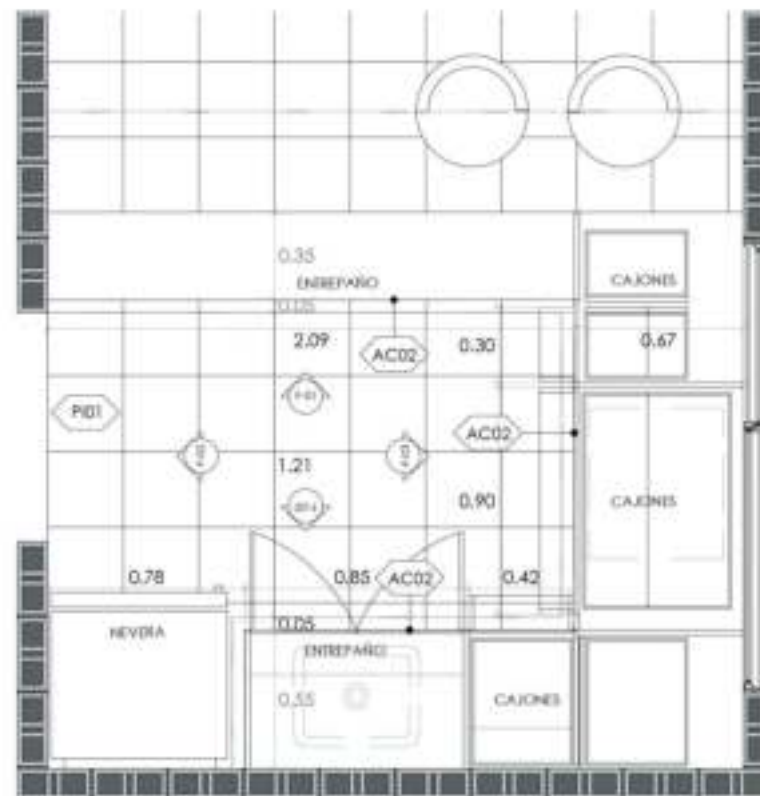 0.35
ENTREPAÑO
CAJONES
0.05
2.09
0.30
0.67
AC02
PI01
AC02
1.21
0.90
CAJONES
0.78
0.85
AC02
0.42
0.05
NEVERA
ENTREPAÑO
0.55
CAJONES